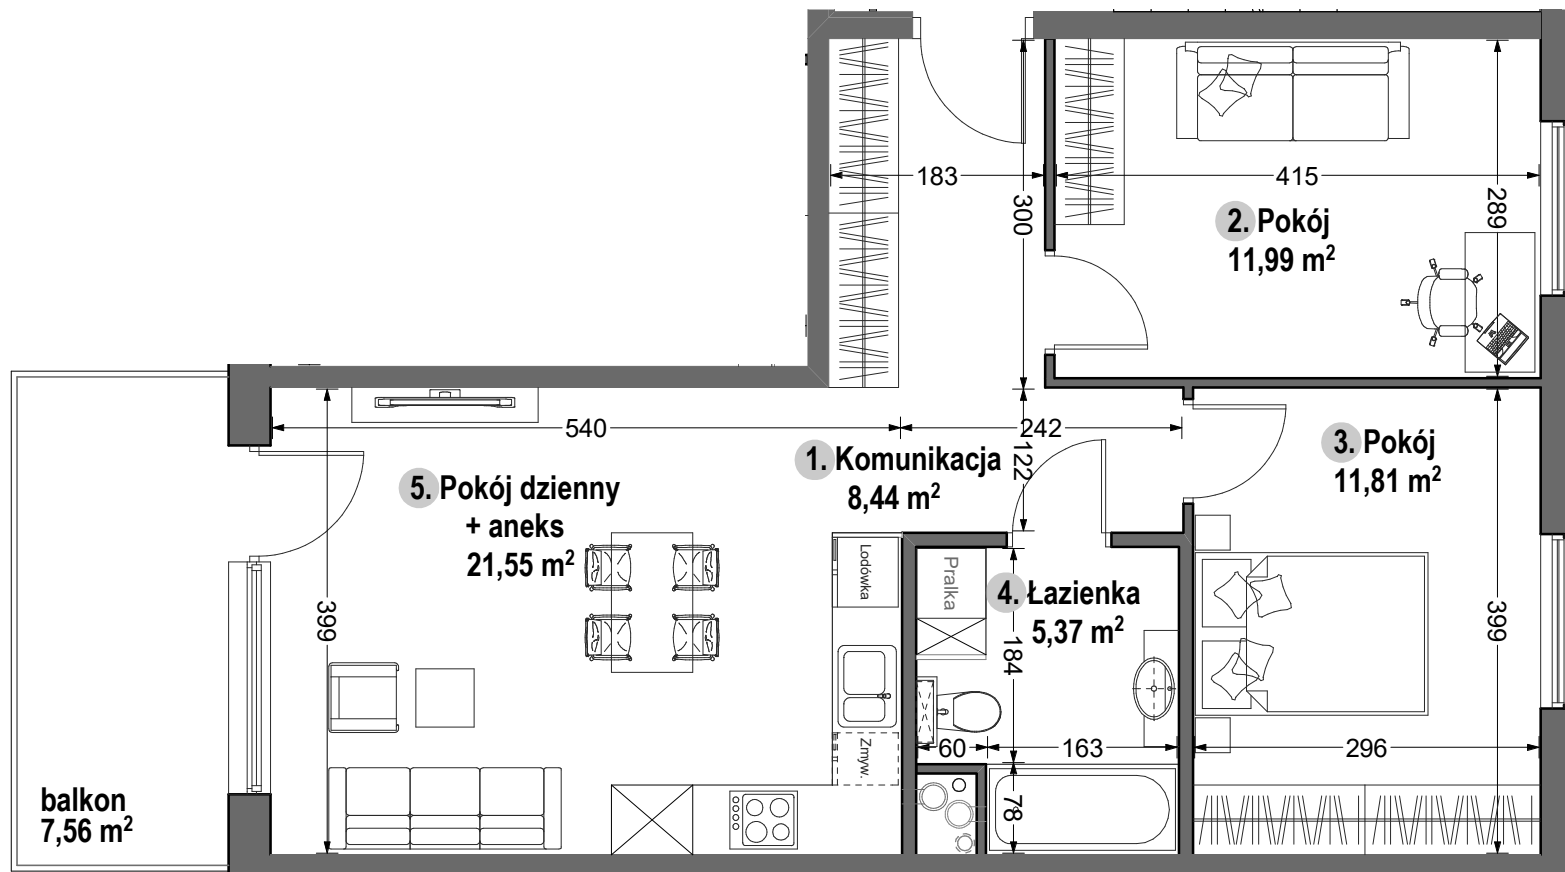 183
300
415
289
2. Pokój
11,99 m²
540
242
122
1. Komunikacja
8,44 m²
3. Pokój
11,81 m²
5. Pokój dzienny
+ aneks
21,55 m²
399
Lodówka
Zmyw.
Pralka
4. Łazienka
5,37 m²
184
60
163
78
296
399
balkon
7,56 m²